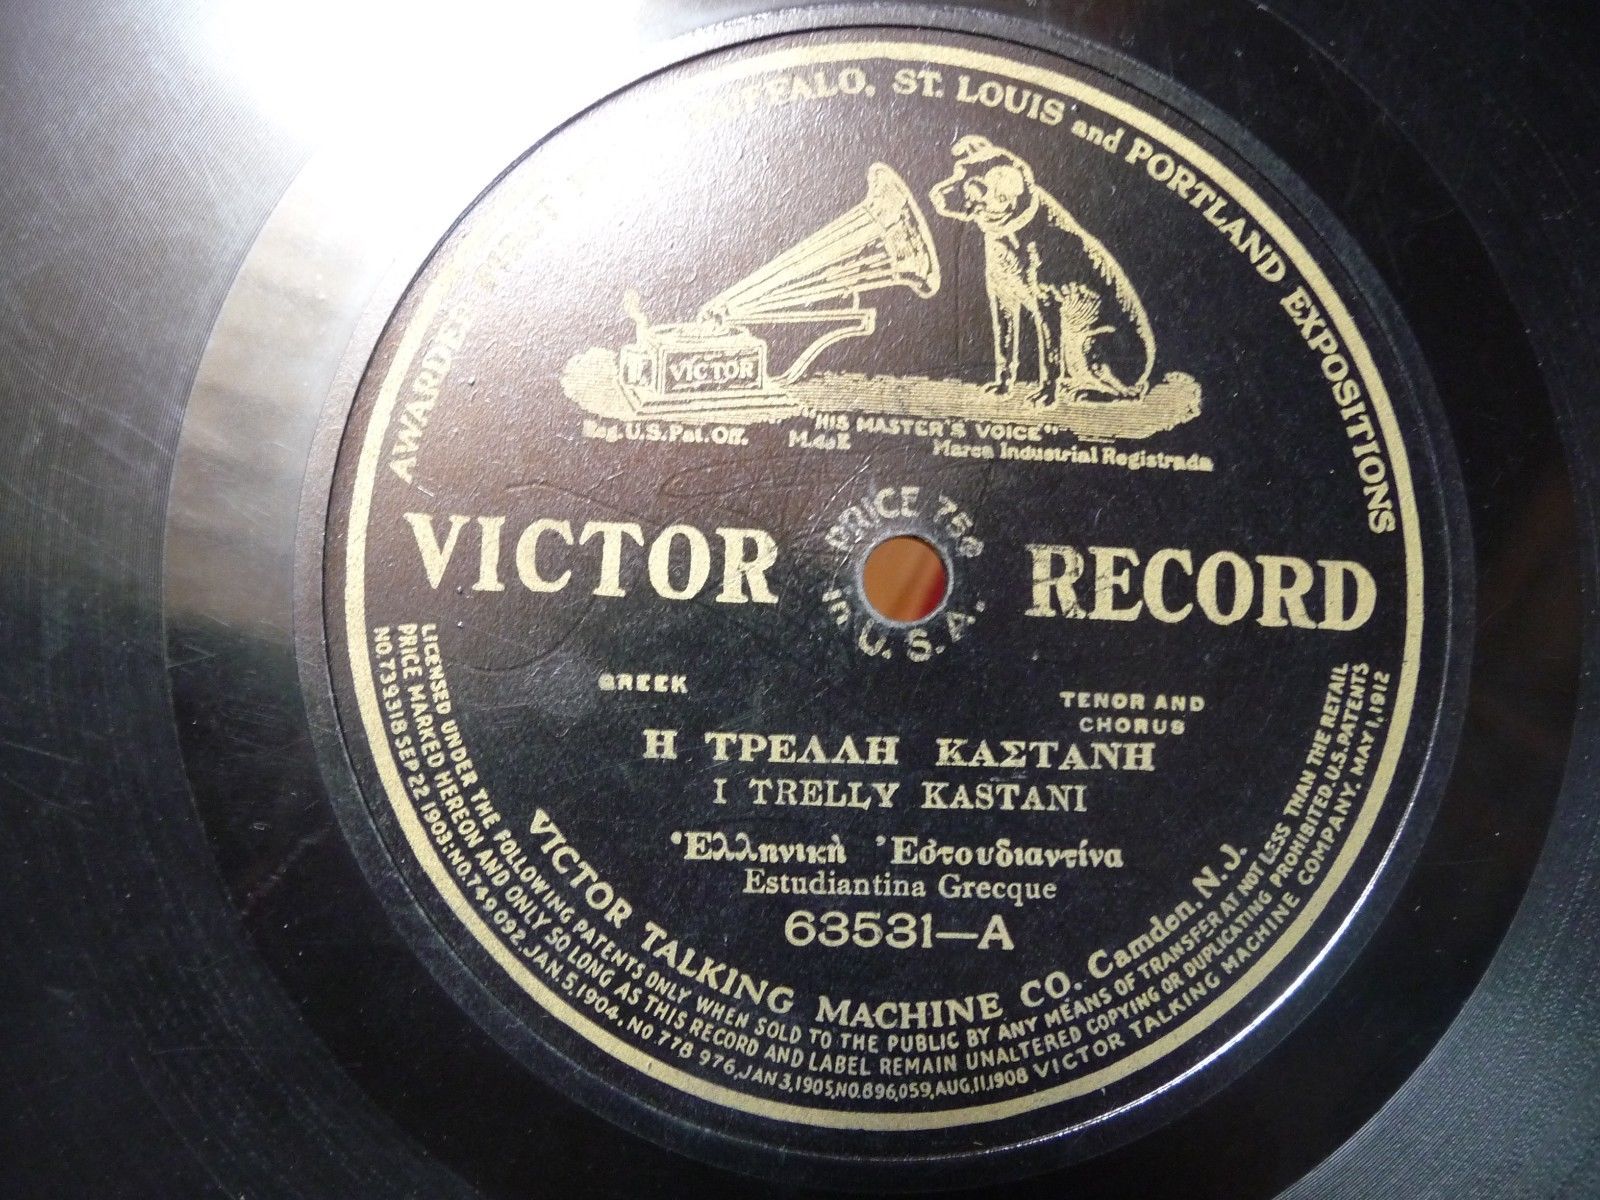 BUFFALO, ST. LOUIS and PORTLAND EXPOSITIONS
VICTOR
"HIS MASTER'S VOICE"
Reg. U.S. Pat. Off. M. de E Marca Industrial Registrada
PRICE 75¢
VICTOR RECORD
in U.S.A.
GREEK TENOR AND
CHORUS
Η ΤΡΕΛΛΗ ΚΑΣΤΑΝΗ
I TRELLY KASTANI
Ἑλληνικὴ Ἐστουδιαντίνα
Estudiantina Grecque
63531-A
VICTOR TALKING MACHINE CO. Camden, N.J.
LICENSED UNDER THE FOLLOWING PATENTS ONLY WHEN SOLD TO THE PUBLIC BY ANY MEANS OF TRANSFER AT NOT LESS THAN THE RETAIL
PRICE MARKED HEREON AND ONLY SO LONG AS THIS RECORD AND LABEL REMAIN UNALTERED COPYING OR DUPLICATING PROHIBITED. U.S. PATENTS
NO. 739318 SEP 22 1903: NO. 749092. JAN. 5, 1904. NO 778 976, JAN 3, 1905, NO. 896,059, AUG. 11, 1908 VICTOR TALKING MACHINE COMPANY. MAY 1, 1912